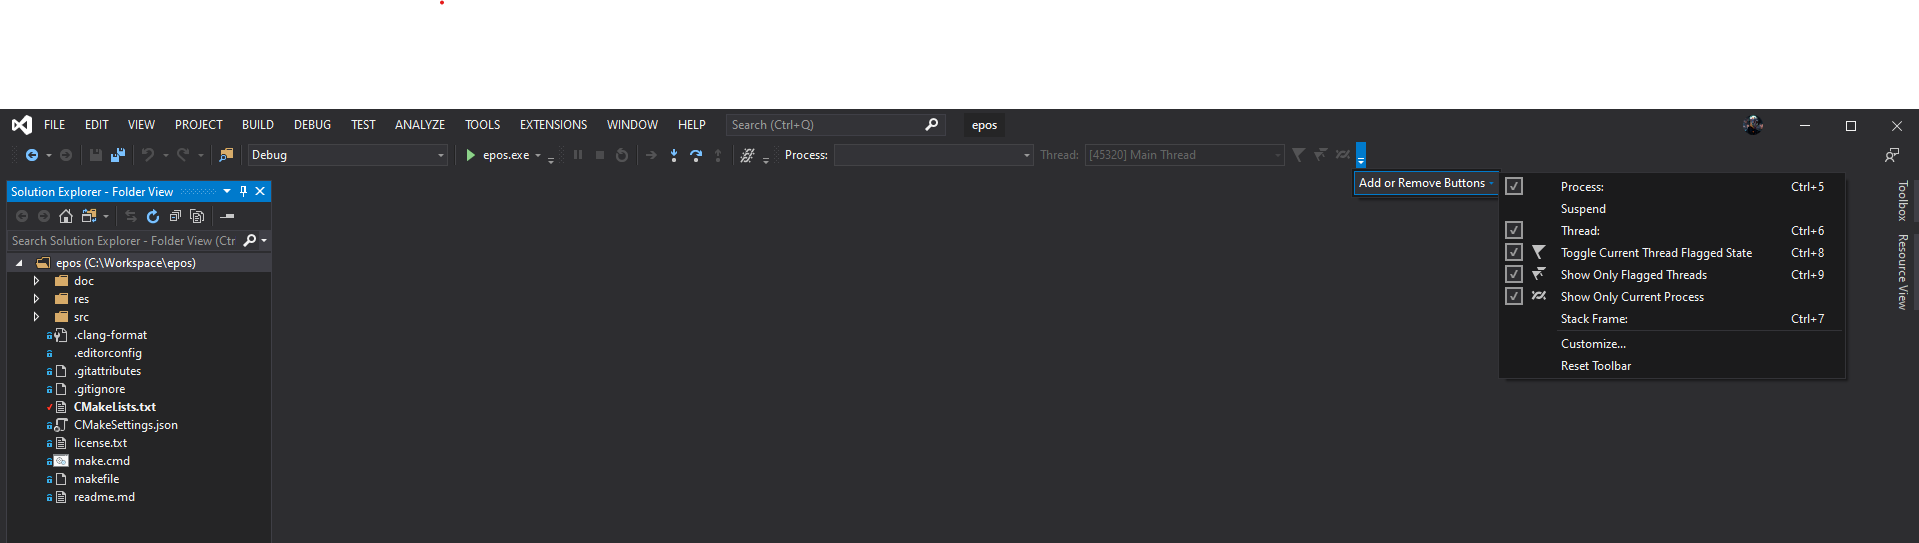 FILE EDIT VIEW PROJECT BUILD DEBUG TEST ANALYZE TOOLS EXTENSIONS WINDOW HELP Search (Ctrl+Q) epos
Debug epos.exe Process: Thread: [45320] Main Thread
Solution Explorer - Folder View
Search Solution Explorer - Folder View (Ctr
epos (C:\Workspace\epos)
doc
res
src
.clang-format
.editorconfig
.gitattributes
.gitignore
CMakeLists.txt
CMakeSettings.json
license.txt
make.cmd
makefile
readme.md
Add or Remove Buttons
Process: Ctrl+5
Suspend
Thread: Ctrl+6
Toggle Current Thread Flagged State Ctrl+8
Show Only Flagged Threads Ctrl+9
Show Only Current Process
Stack Frame: Ctrl+7
Customize...
Reset Toolbar
Toolbox
Resource View